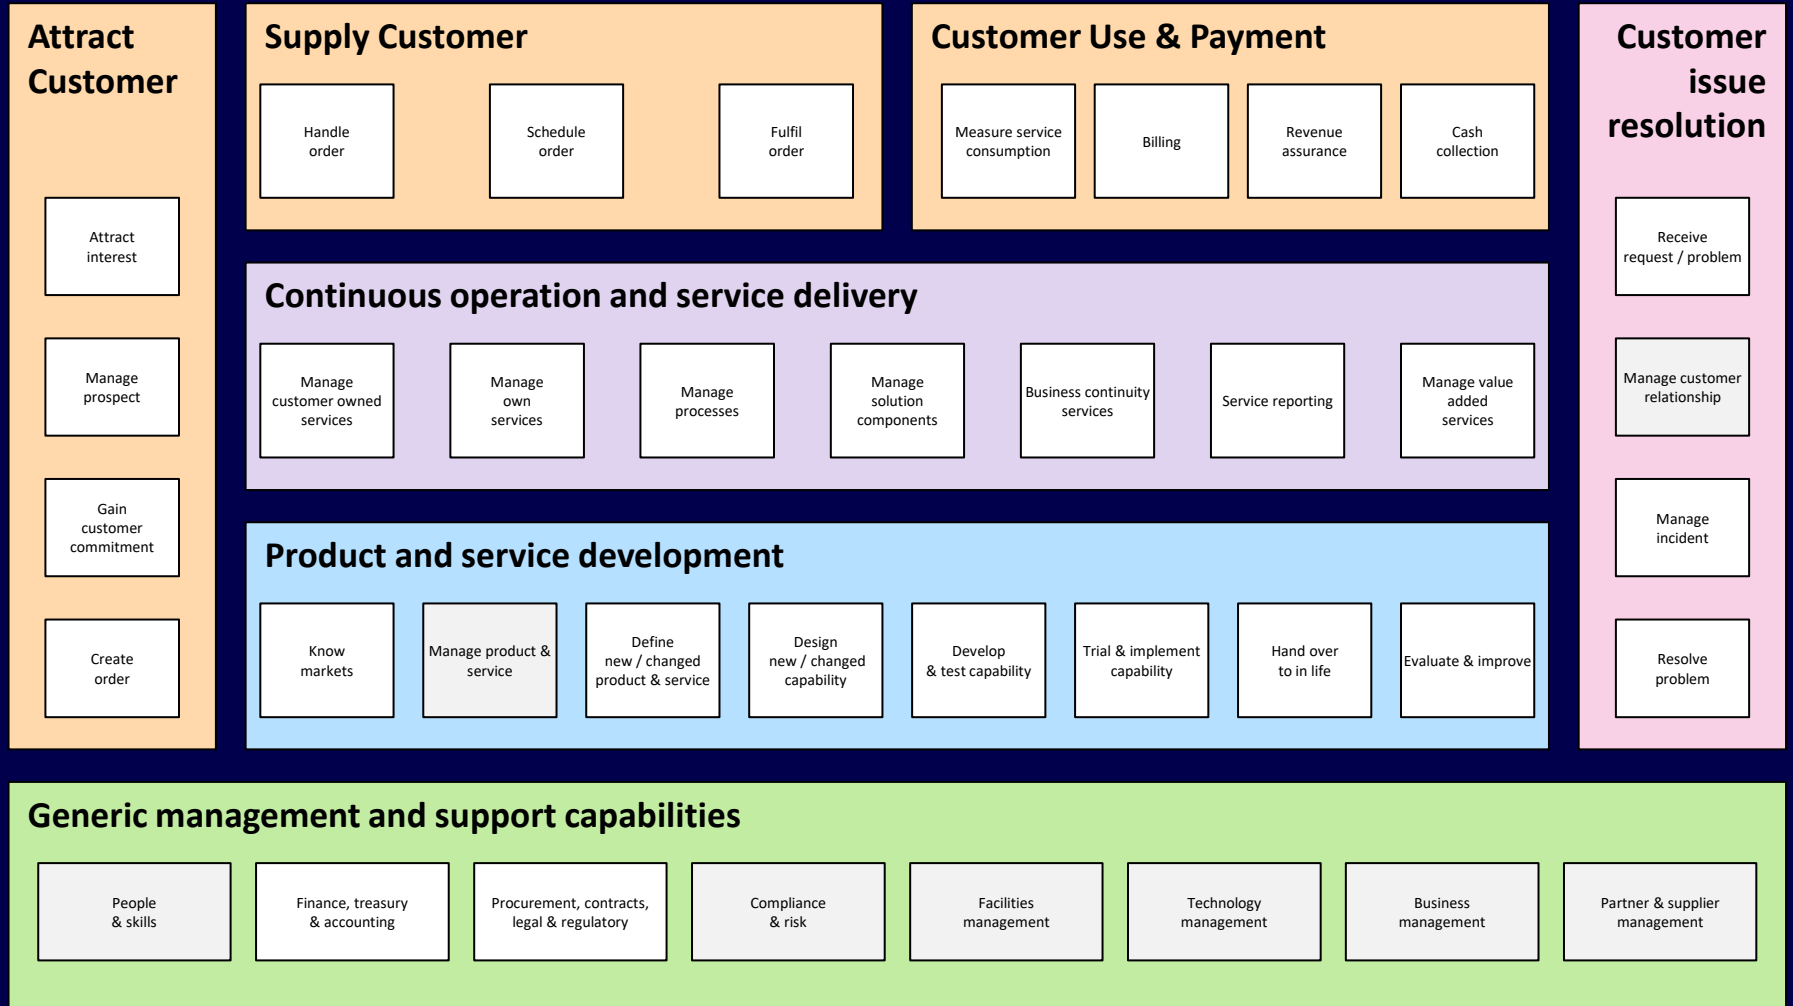 Attract
Customer
Attract
interest
Manage
prospect
Gain
customer
commitment
Create
order
Supply Customer
Handle
order
Schedule
order
Fulfil
order
Customer Use & Payment
Measure service
consumption
Billing
Revenue
assurance
Cash
collection
Customer
issue
resolution
Receive
request / problem
Manage customer
relationship
Manage
incident
Resolve
problem
Continuous operation and service delivery
Manage
customer owned
services
Manage
own
services
Manage
processes
Manage
solution
components
Business continuity
services
Service reporting
Manage value
added
services
Product and service development
Know
markets
Manage product &
service
Define
new / changed
product & service
Design
new / changed
capability
Develop
& test capability
Trial & implement
capability
Hand over
to in life
Evaluate & improve
Generic management and support capabilities
People
& skills
Finance, treasury
& accounting
Procurement, contracts,
legal & regulatory
Compliance
& risk
Facilities
management
Technology
management
Business
management
Partner & supplier
management